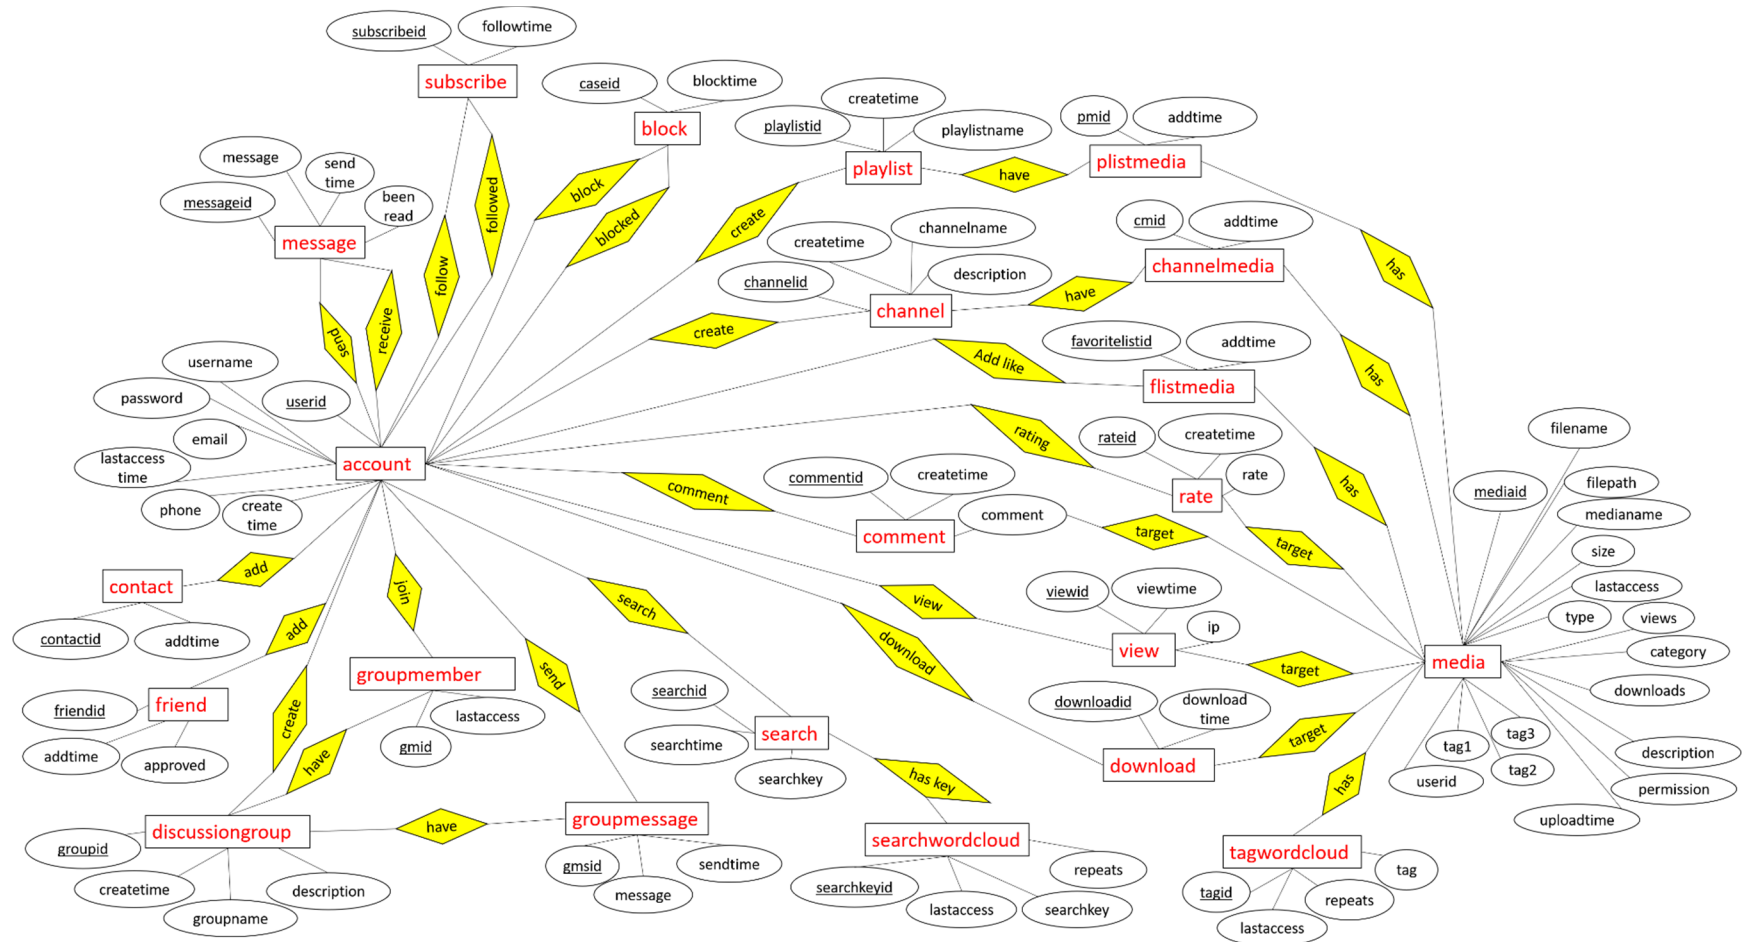 subscribeid
followtime
subscribe
caseid
blocktime
block
createtime
playlistid
playlistname
playlist
have
pmid
addtime
plistmedia
message
send
time
messageid
been
read
message
followed
block
blocked
create
follow
send
receive
createtime
channelname
channelid
description
channel
create
have
cmid
addtime
channelmedia
has
has
Add like
favoritelistid
addtime
flistmedia
username
password
userid
email
lastaccess
time
phone
create
time
account
rating
rateid
createtime
rate
rate
has
comment
commentid
createtime
comment
comment
target
target
filename
mediaid
filepath
medianame
size
lastaccess
type
views
category
downloads
media
tag1
tag3
tag2
userid
description
permission
uploadtime
contact
add
contactid
addtime
add
join
search
view
viewid
viewtime
ip
view
target
download
friend
friendid
addtime
approved
create
have
groupmember
lastaccess
gmid
send
searchid
searchtime
search
searchkey
has key
downloadid
download
time
download
target
has
discussiongroup
groupid
createtime
groupname
description
have
groupmessage
gmsid
message
sendtime
searchwordcloud
searchkeyid
lastaccess
searchkey
repeats
tagwordcloud
tagid
lastaccess
repeats
tag